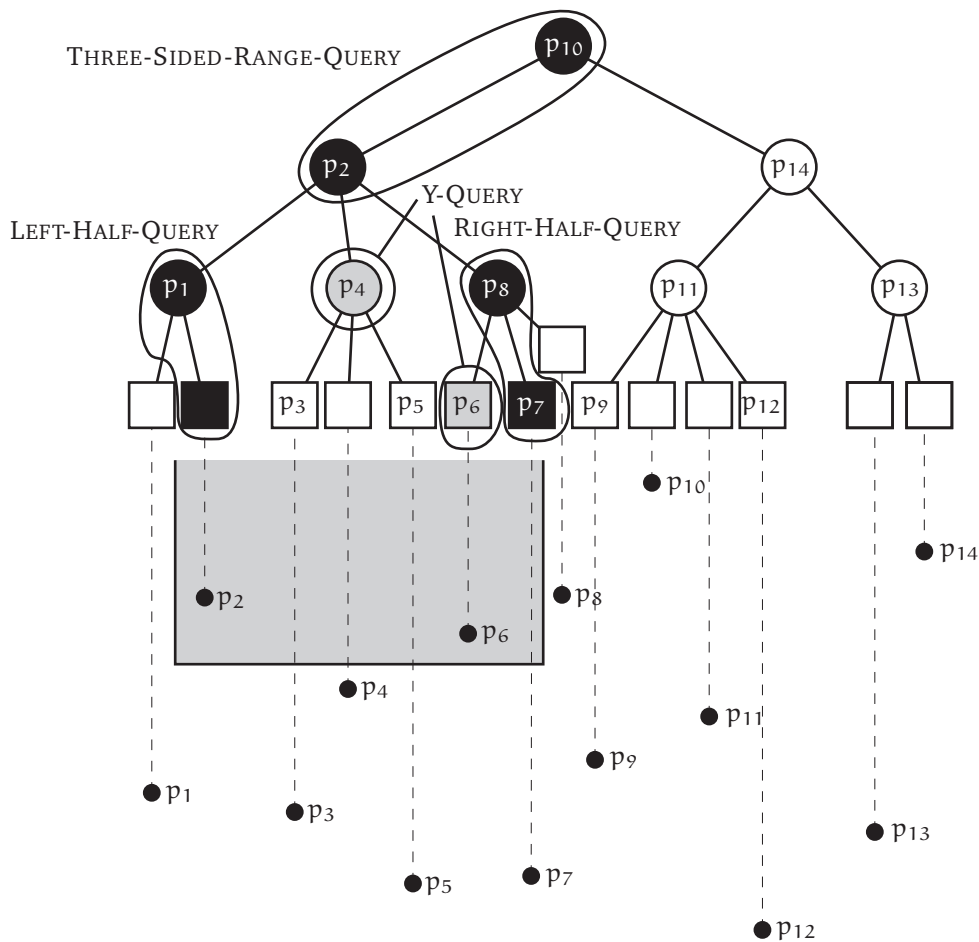 p10
THREE-SIDED-RANGE-QUERY
p2
p14
Y-QUERY
LEFT-HALF-QUERY
RIGHT-HALF-QUERY
p1
p4
p8
p11
p13
p3
p5
p6
p7
p9
p12
p10
p14
p2
p8
p6
p4
p11
p9
p1
p3
p13
p5
p7
p12